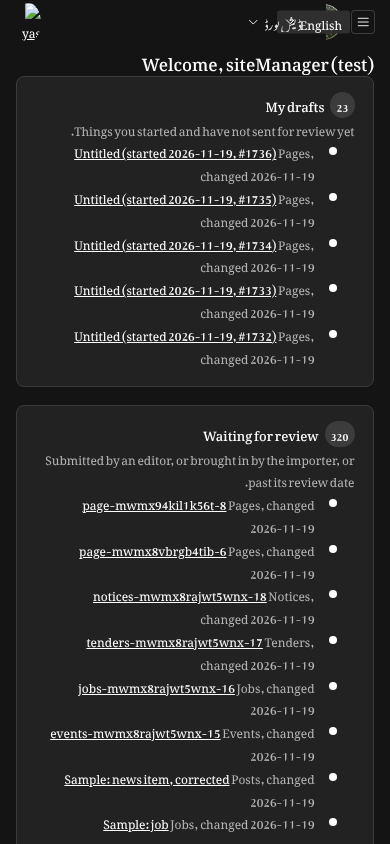 English
Welcome, siteManager (test)
My drafts 23
Things you started and have not sent for review yet.
Untitled (started 2026-11-19, #1736) Pages,
changed 2026-11-19
Untitled (started 2026-11-19, #1735) Pages,
changed 2026-11-19
Untitled (started 2026-11-19, #1734) Pages,
changed 2026-11-19
Untitled (started 2026-11-19, #1733) Pages,
changed 2026-11-19
Untitled (started 2026-11-19, #1732) Pages,
changed 2026-11-19
Waiting for review 320
Submitted by an editor, or brought in by the importer, or
past its review date.
page-mwmx94kil1k56t-8 Pages, changed
2026-11-19
page-mwmx8vbrgb4tib-6 Pages, changed
2026-11-19
notices-mwmx8rajwt5wnx-18 Notices,
changed 2026-11-19
tenders-mwmx8rajwt5wnx-17 Tenders,
changed 2026-11-19
jobs-mwmx8rajwt5wnx-16 Jobs, changed
2026-11-19
events-mwmx8rajwt5wnx-15 Events, changed
2026-11-19
Sample: news item, corrected Posts, changed
2026-11-19
Sample: job Jobs, changed 2026-11-19